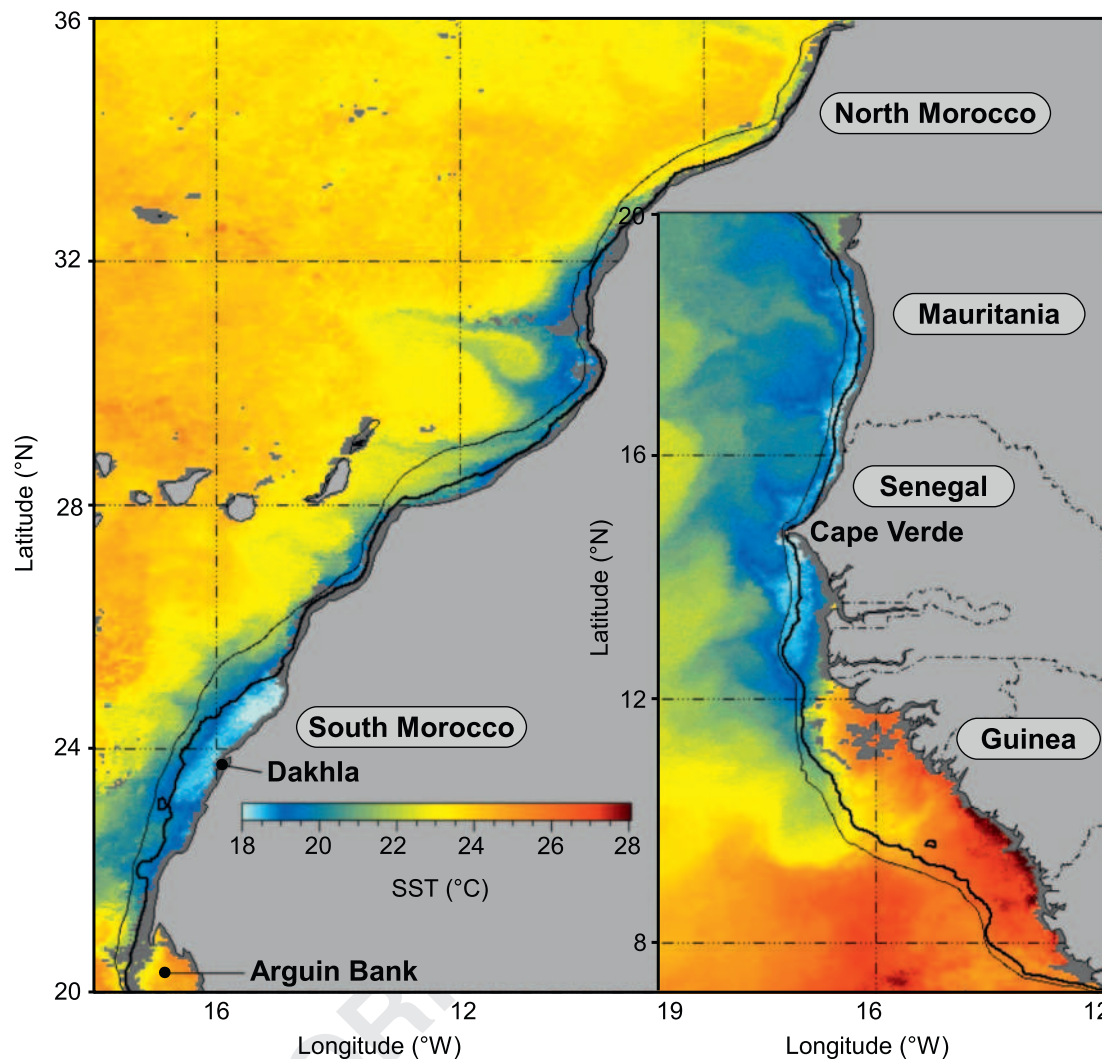 36
North Morocco
20
32
Mauritania
16
Senegal
Cape Verde
Latitude (°N)
28
Latitude (°N)
12
South Morocco
Guinea
24
Dakhla
18 20 22 24 26 28
SST (°C)
8
Arguin Bank
20
16
12
19
16
12
Longitude (°W)
Longitude (°W)